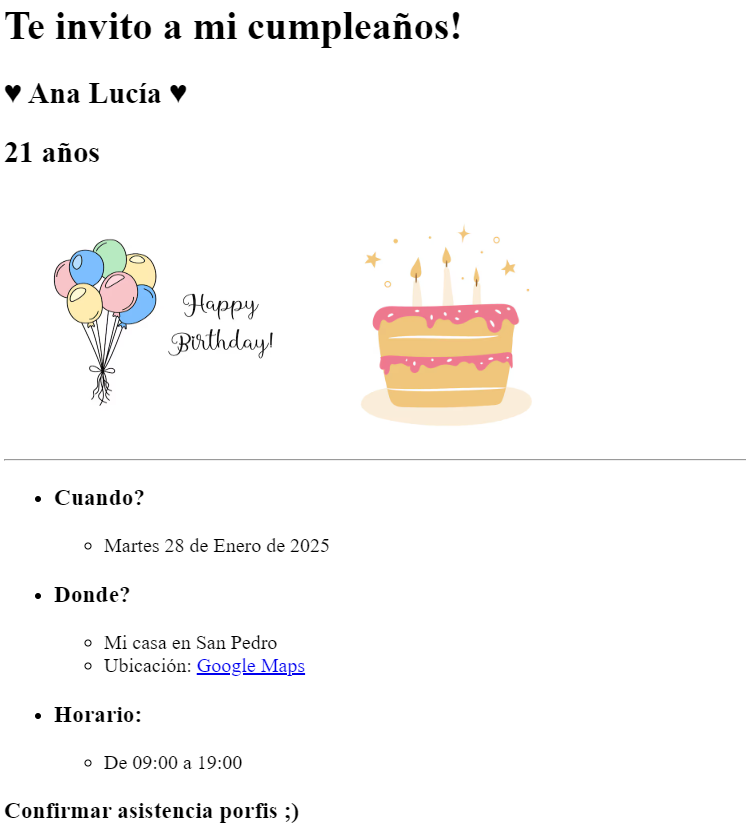 Te invito a mi cumpleaños!
♥ Ana Lucía ♥
21 años
Happy
Birthday!
Cuando?
Martes 28 de Enero de 2025
Donde?
Mi casa en San Pedro
Ubicación: Google Maps
Horario:
De 09:00 a 19:00
Confirmar asistencia porfis ;)